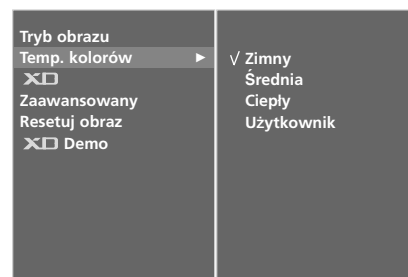 Tryb obrazu
Temp. kolorów ►
XD
Zaawansowany
Resetuj obraz
XD Demo
√ Zimny
Średnia
Ciepły
Użytkownik